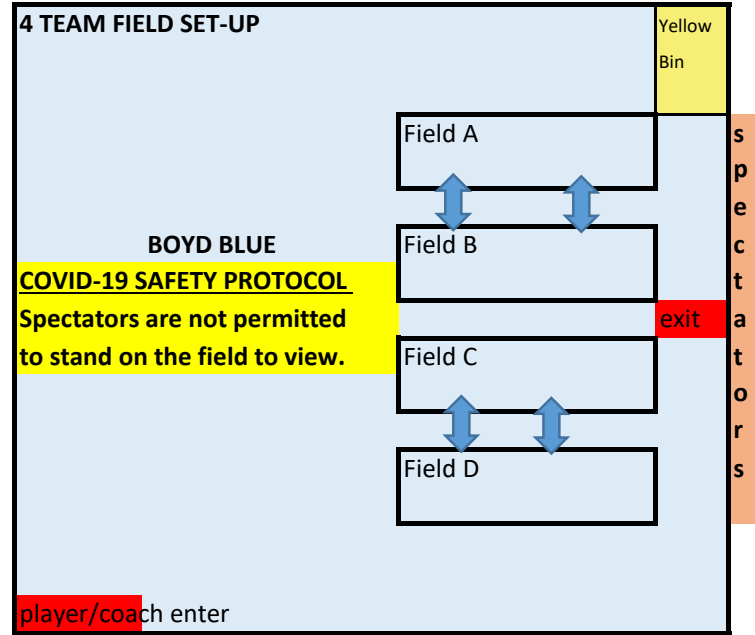 4 TEAM FIELD SET-UP
Yellow
Bin
Field A
BOYD BLUE
Field B
COVID-19 SAFETY PROTOCOL
Spectators are not permitted
exit
to stand on the field to view.
Field C
Field D
player/coach enter
spectators